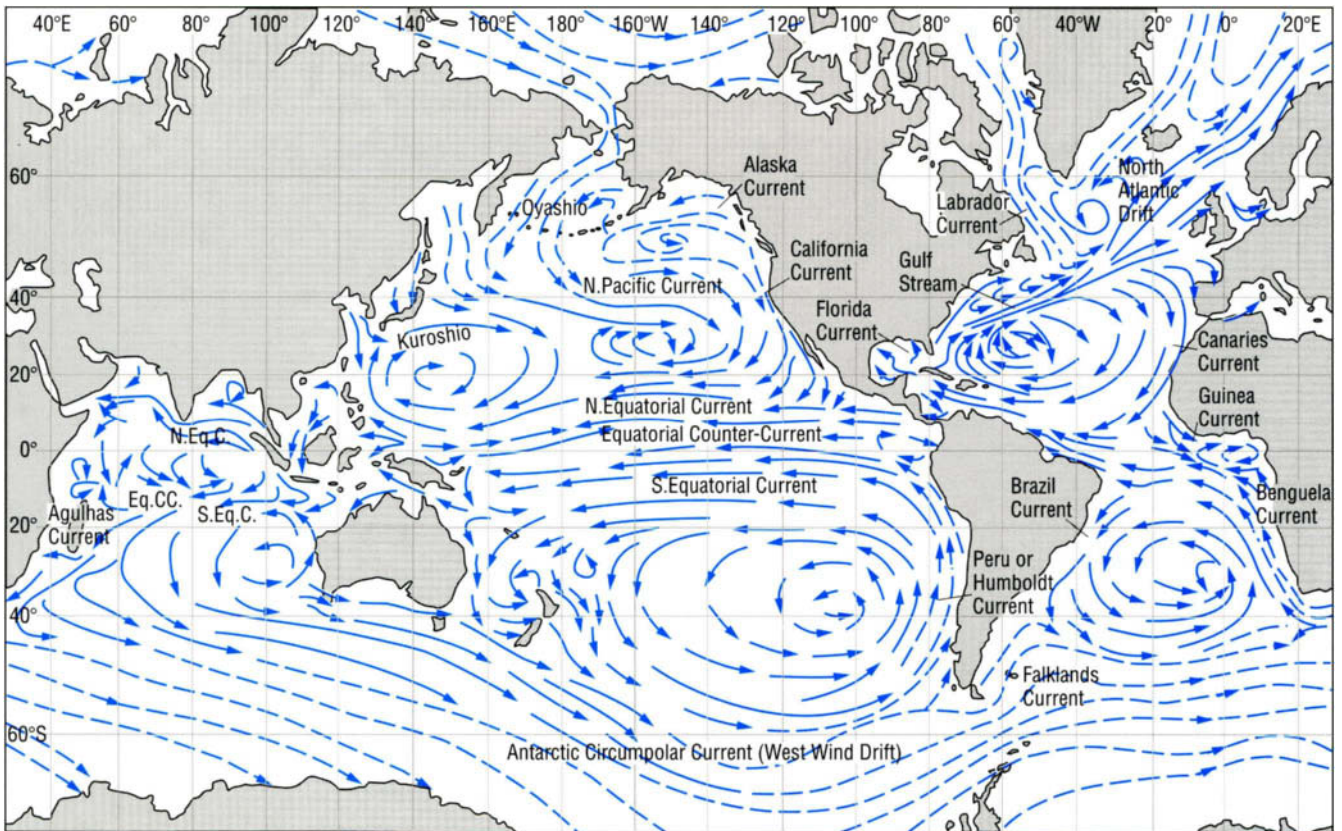 40°E 60° 80° 100° 120° 140° 160° 180° 160° 140° 120° 100° 80° 60° 40°W 20° 0° 20°E
60°
40°
20°
0°
20°
40°
60°S
Alaska
Current
Oyashio
California
Current
N.Pacific Current
Kuroshio
Labrador
Current
North
Atlantic
Drift
Gulf
Stream
Florida
Current
Canaries
Current
Guinea
Current
N.Equatorial Current
Equatorial Counter-Current
S.Equatorial Current
N.Eq.C.
Eq.CC.
S.Eq.C.
Agulhas
Current
Brazil
Current
Benguela
Current
Peru or
Humboldt
Current
Falklands
Current
Antarctic Circumpolar Current (West Wind Drift)